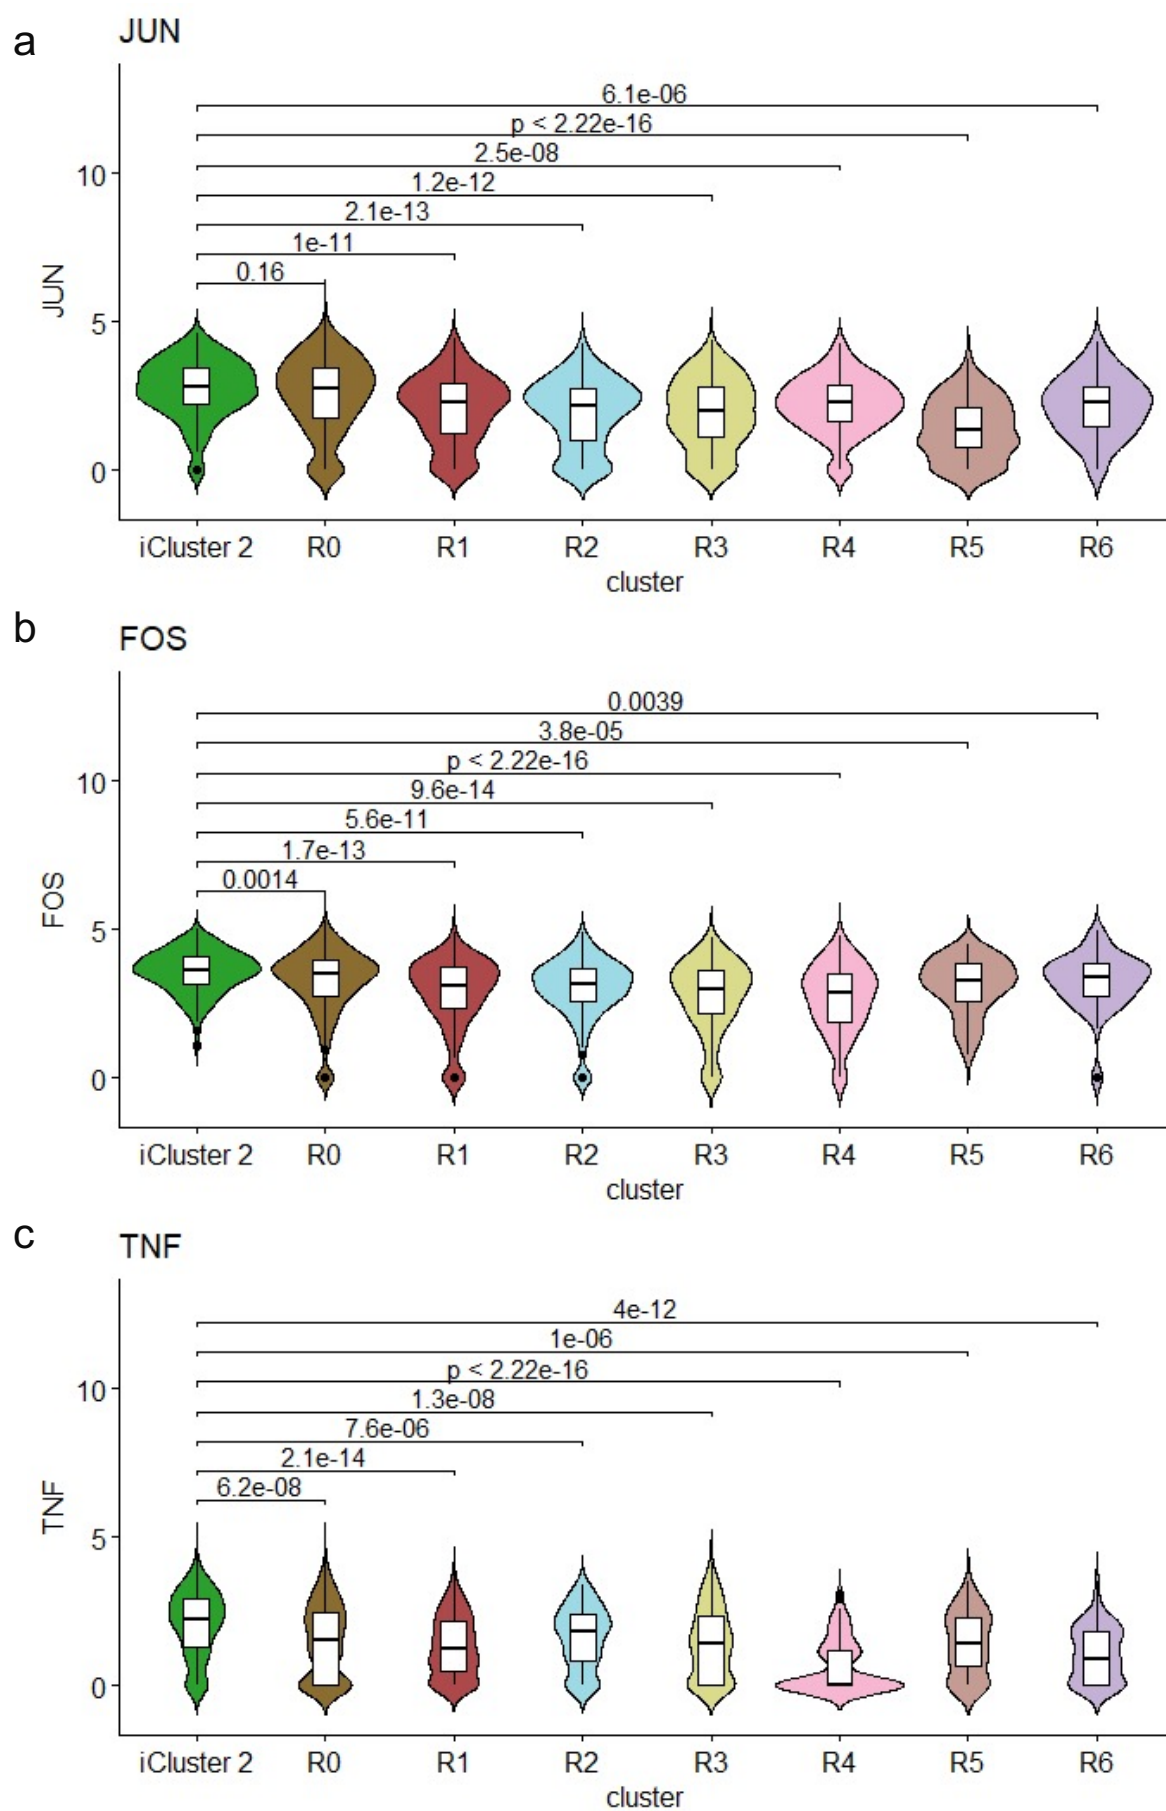 a
JUN
6.1e-06
p < 2.22e-16
2.5e-08
1.2e-12
2.1e-13
1e-11
0.16
10
5
0
JUN
iCluster 2 R0 R1 R2 R3 R4 R5 R6
cluster
b
FOS
0.0039
3.8e-05
p < 2.22e-16
9.6e-14
5.6e-11
1.7e-13
0.0014
10
5
0
FOS
iCluster 2 R0 R1 R2 R3 R4 R5 R6
cluster
c
TNF
4e-12
1e-06
p < 2.22e-16
1.3e-08
7.6e-06
2.1e-14
6.2e-08
10
5
0
TNF
iCluster 2 R0 R1 R2 R3 R4 R5 R6
cluster